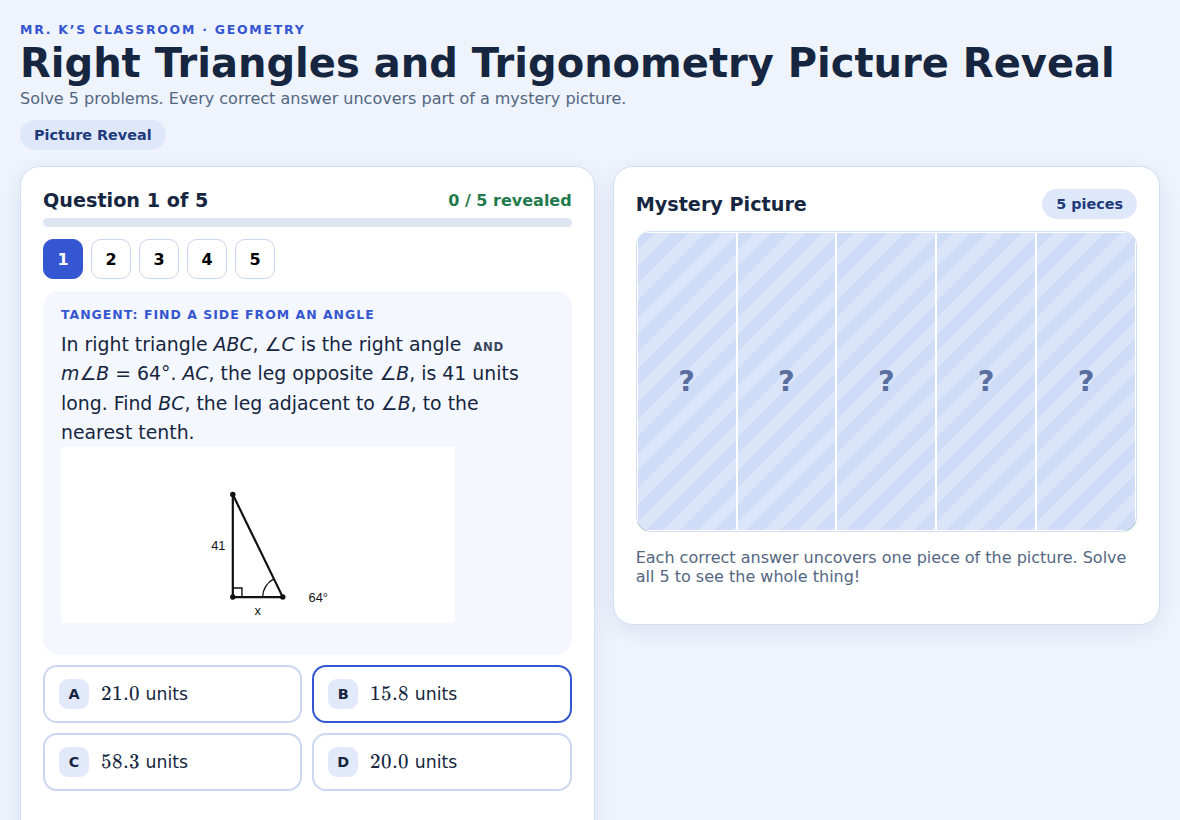 MR. K’S CLASSROOM · GEOMETRY
Right Triangles and Trigonometry Picture Reveal
Solve 5 problems. Every correct answer uncovers part of a mystery picture.
Picture Reveal
Question 1 of 5
0 / 5 revealed
1 2 3 4 5
TANGENT: FIND A SIDE FROM AN ANGLE
In right triangle ABC, ∠C is the right angle AND
m∠B = 64°. AC, the leg opposite ∠B, is 41 units
long. Find BC, the leg adjacent to ∠B, to the
nearest tenth.
41
64°
x
A 21.0 units
B 15.8 units
C 58.3 units
D 20.0 units
Mystery Picture
5 pieces
? ? ? ? ?
Each correct answer uncovers one piece of the picture. Solve
all 5 to see the whole thing!